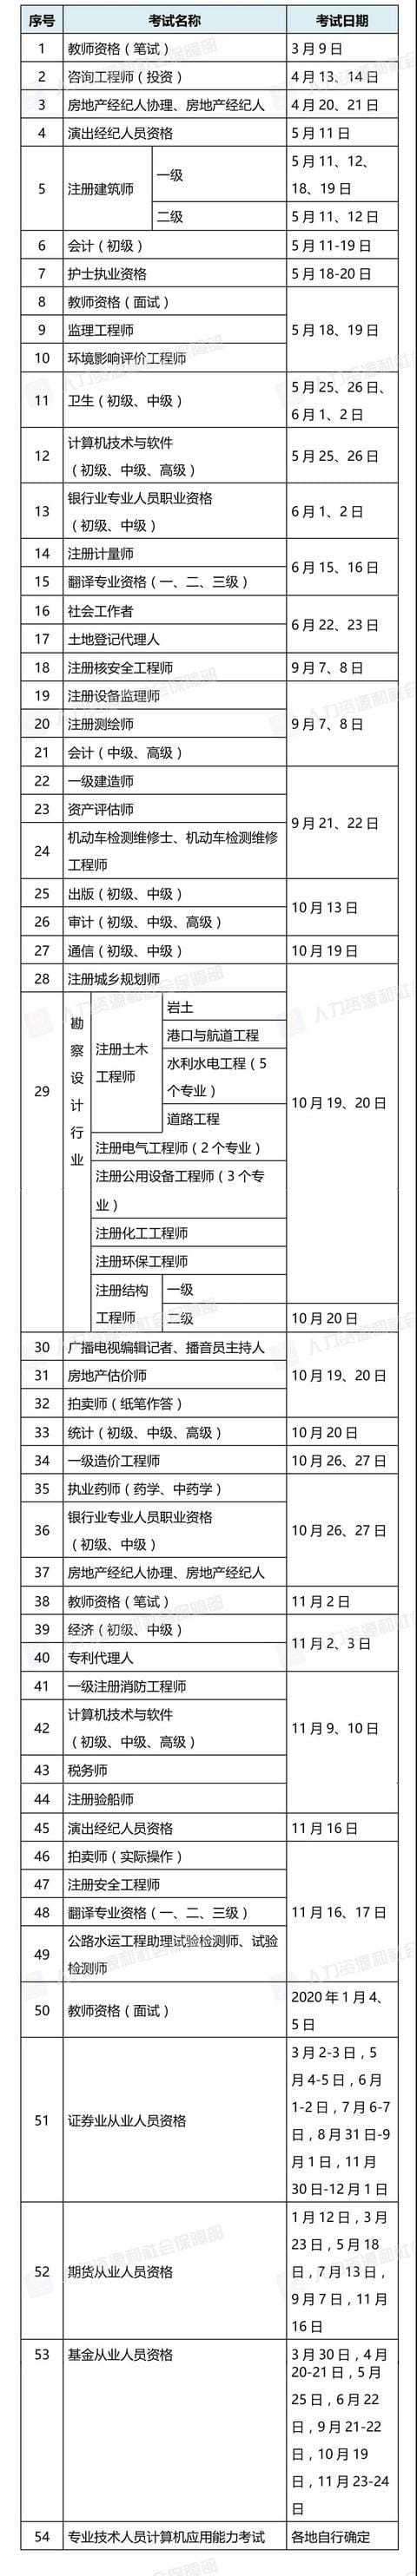 序号 考试名称 考试日期
1 教师资格（笔试） 3月9日
2 咨询工程师（投资） 4月13、14日
3 房地产经纪人协理、房地产经纪人 4月20、21日
4 演出经纪人员资格 5月11日
5 注册建筑师 一级 5月11、12、
18、19日
二级 5月11、12日
6 会计（初级） 5月11-19日
7 护士执业资格 5月18-20日
8 教师资格（面试）
9 监理工程师 5月18、19日
10 环境影响评价工程师
11 卫生（初级、中级） 5月25、26日、
6月1、2日
12 计算机技术与软件
（初级、中级、高级） 5月25、26日
13 银行业专业人员职业资格
（初级、中级） 6月1、2日
14 注册计量师 6月15、16日
15 翻译专业资格（一、二、三级）
16 社会工作者 6月22、23日
17 土地登记代理人
18 注册核安全工程师 9月7、8日
19 注册设备监理师
20 注册测绘师 9月7、8日
21 会计（中级、高级）
22 一级建造师
23 资产评估师 9月21、22日
24 机动车检测维修士、机动车检测维修
工程师
25 出版（初级、中级） 10月13日
26 审计（初级、中级、高级）
27 通信（初级、中级） 10月19日
28 注册城乡规划师
29 勘察设计行业 注册土木
工程师 岩土
港口与航道工程
水利水电工程（5
个专业） 10月19、20日
道路工程
注册电气工程师（2个专业）
注册公用设备工程师（3个专
业）
注册化工工程师
注册环保工程师
注册结构
工程师 一级
二级 10月20日
30 广播电视编辑记者、播音员主持人
31 房地产估价师 10月19、20日
32 拍卖师（纸笔作答）
33 统计（初级、中级、高级） 10月20日
34 一级造价工程师 10月26、27日
35 执业药师（药学、中药学）
36 银行业专业人员职业资格
（初级、中级） 10月26、27日
37 房地产经纪人协理、房地产经纪人
38 教师资格（笔试） 11月2日
39 经济（初级、中级） 11月2、3日
40 专利代理人
41 一级注册消防工程师
42 计算机技术与软件
（初级、中级、高级） 11月9、10日
43 税务师
44 注册验船师
45 演出经纪人员资格 11月16日
46 拍卖师（实际操作）
47 注册安全工程师
48 翻译专业资格（一、二、三级） 11月16、17日
49 公路水运工程助理试验检测师、试验
检测师
50 教师资格（面试） 2020年1月4、
5日
51 证券业从业人员资格 3月2-3日，5
月4-5日，6月
1-2日，7月6-7
日，8月31日-9
月1日，11月
30日-12月1日
52 期货从业人员资格 1月12日，3月
23日，5月18
日，7月13日，
9月7日，11月
16日
53 基金从业人员资格 3月30日，4月
20-21日，5月
25日，6月22
日，9月21-22
日，10月19
日，11月23-24
日
54 专业技术人员计算机应用能力考试 各地自行确定
人力资源和社会保障部